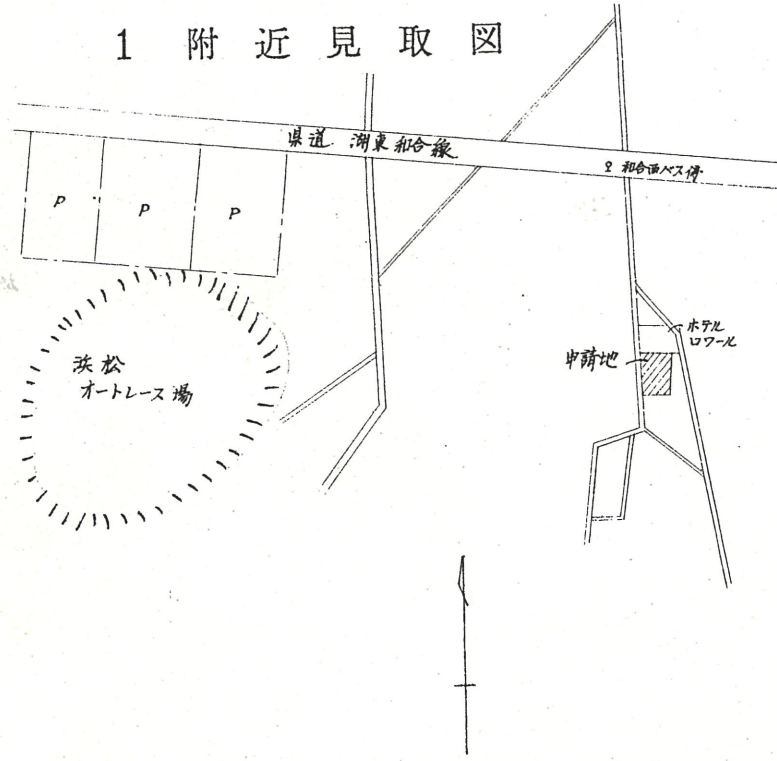 1 附近見取図
県道 湖東和合線
和合西バス停
P
P
P
ホテル
ロワール
申請地
浜松
オートレース場